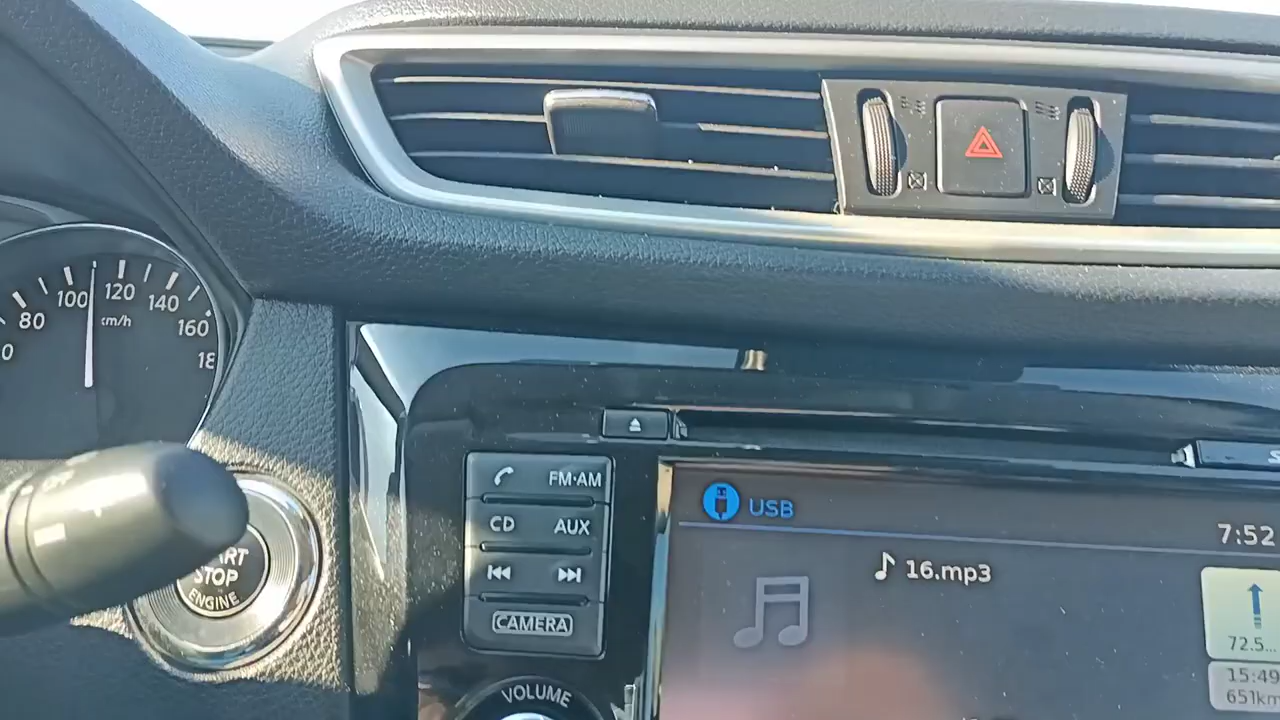 80
100
120
140
160
18
km/h
START
STOP
ENGINE
FM·AM
CD
AUX
CAMERA
VOLUME
USB
7:52
16.mp3
72.5...
15:49
651km